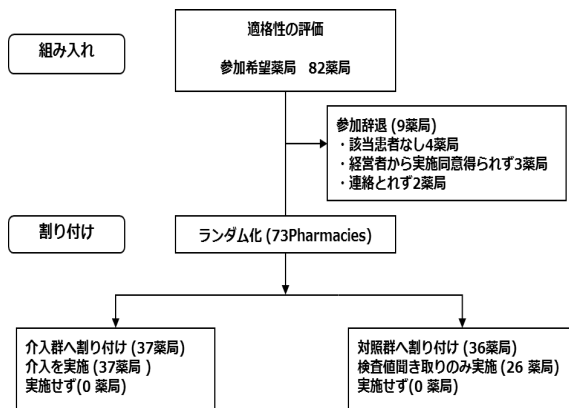 組み入れ
適格性の評価
参加希望薬局 82薬局
参加辞退 (9薬局)
・該当患者なし4薬局
・経営者から実施同意得られず3薬局
・連絡とれず2薬局
割り付け
ランダム化 (73Pharmacies)
介入群へ割り付け (37薬局)
介入を実施 (37薬局 )
実施せず(0 薬局)
対照群へ割り付け (36薬局)
検査値聞き取りのみ実施 (26 薬局)
実施せず(0 薬局)